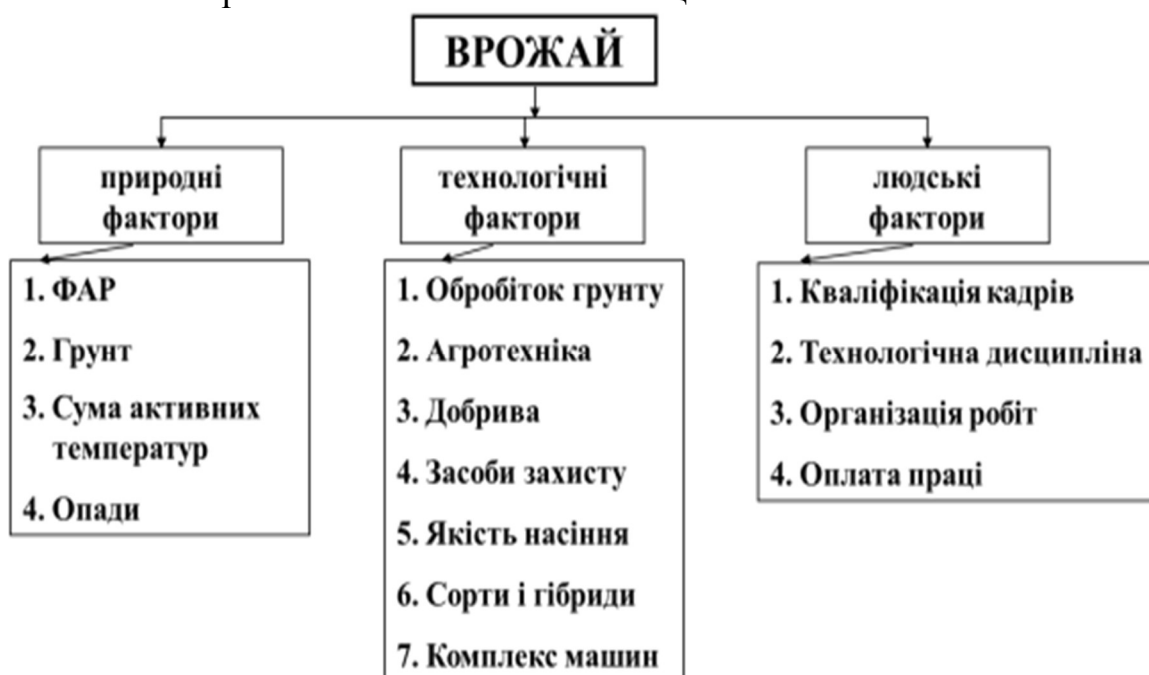 ВРОЖАЙ
природні
фактори
технологічні
фактори
людські
фактори
1. ФАР
2. Грунт
3. Сума активних
температур
4. Опади
1. Обробіток грунту
2. Агротехніка
3. Добрива
4. Засоби захисту
5. Якість насіння
6. Сорти і гібриди
7. Комплекс машин
1. Кваліфікація кадрів
2. Технологічна дисципліна
3. Організація робіт
4. Оплата праці